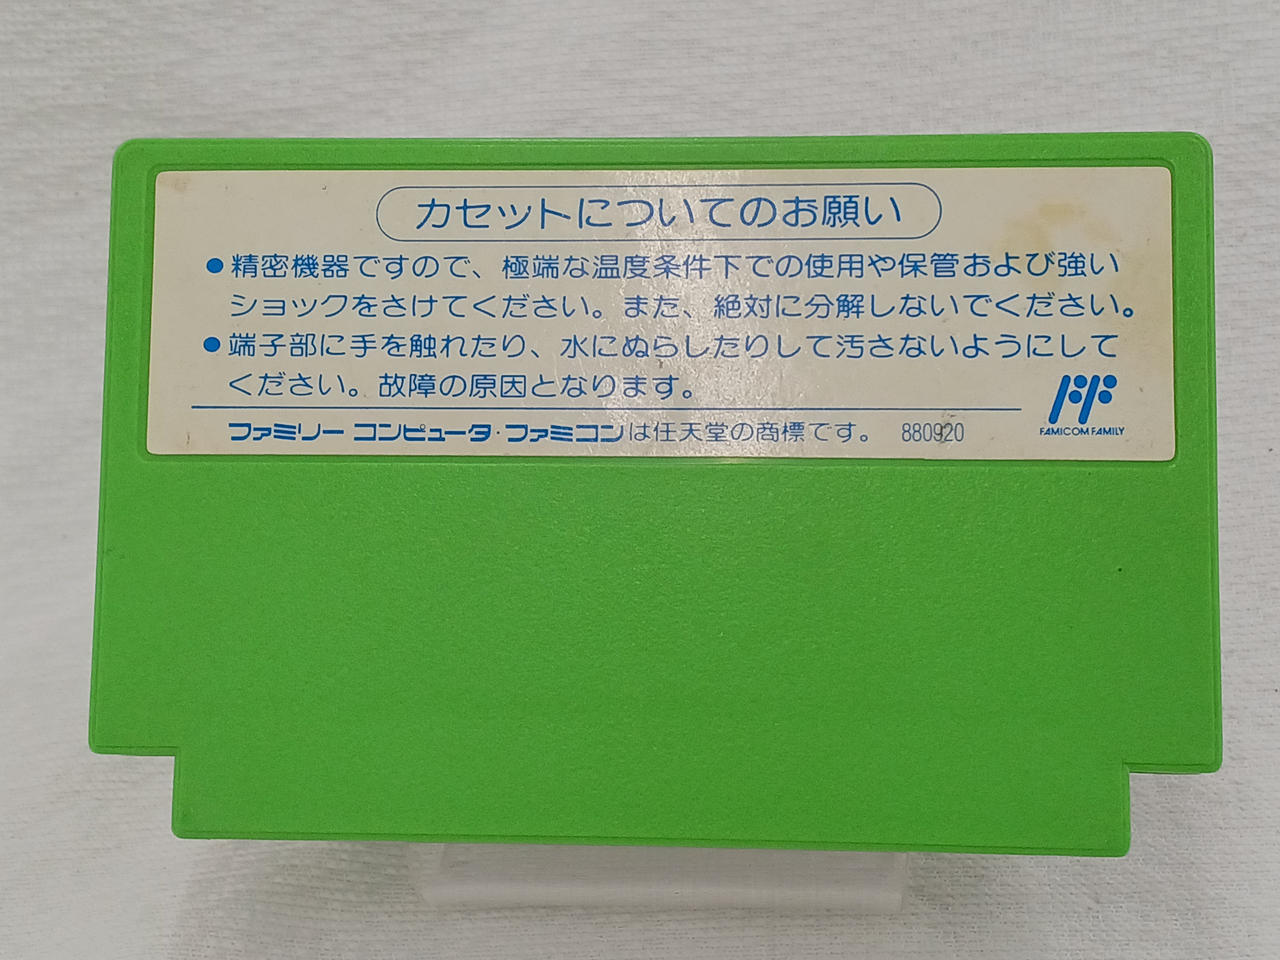 カセットについてのお願い
●精密機器ですので、極端な温度条件下での使用や保管および強い
ショックをさけてください。また、絶対に分解しないでください。
●端子部に手を触れたり、水にぬらしたりして汚さないようにして
ください。故障の原因となります。
FAMICOM FAMILY
ファミリー コンピュータ・ファミコンは任天堂の商標です。 880920